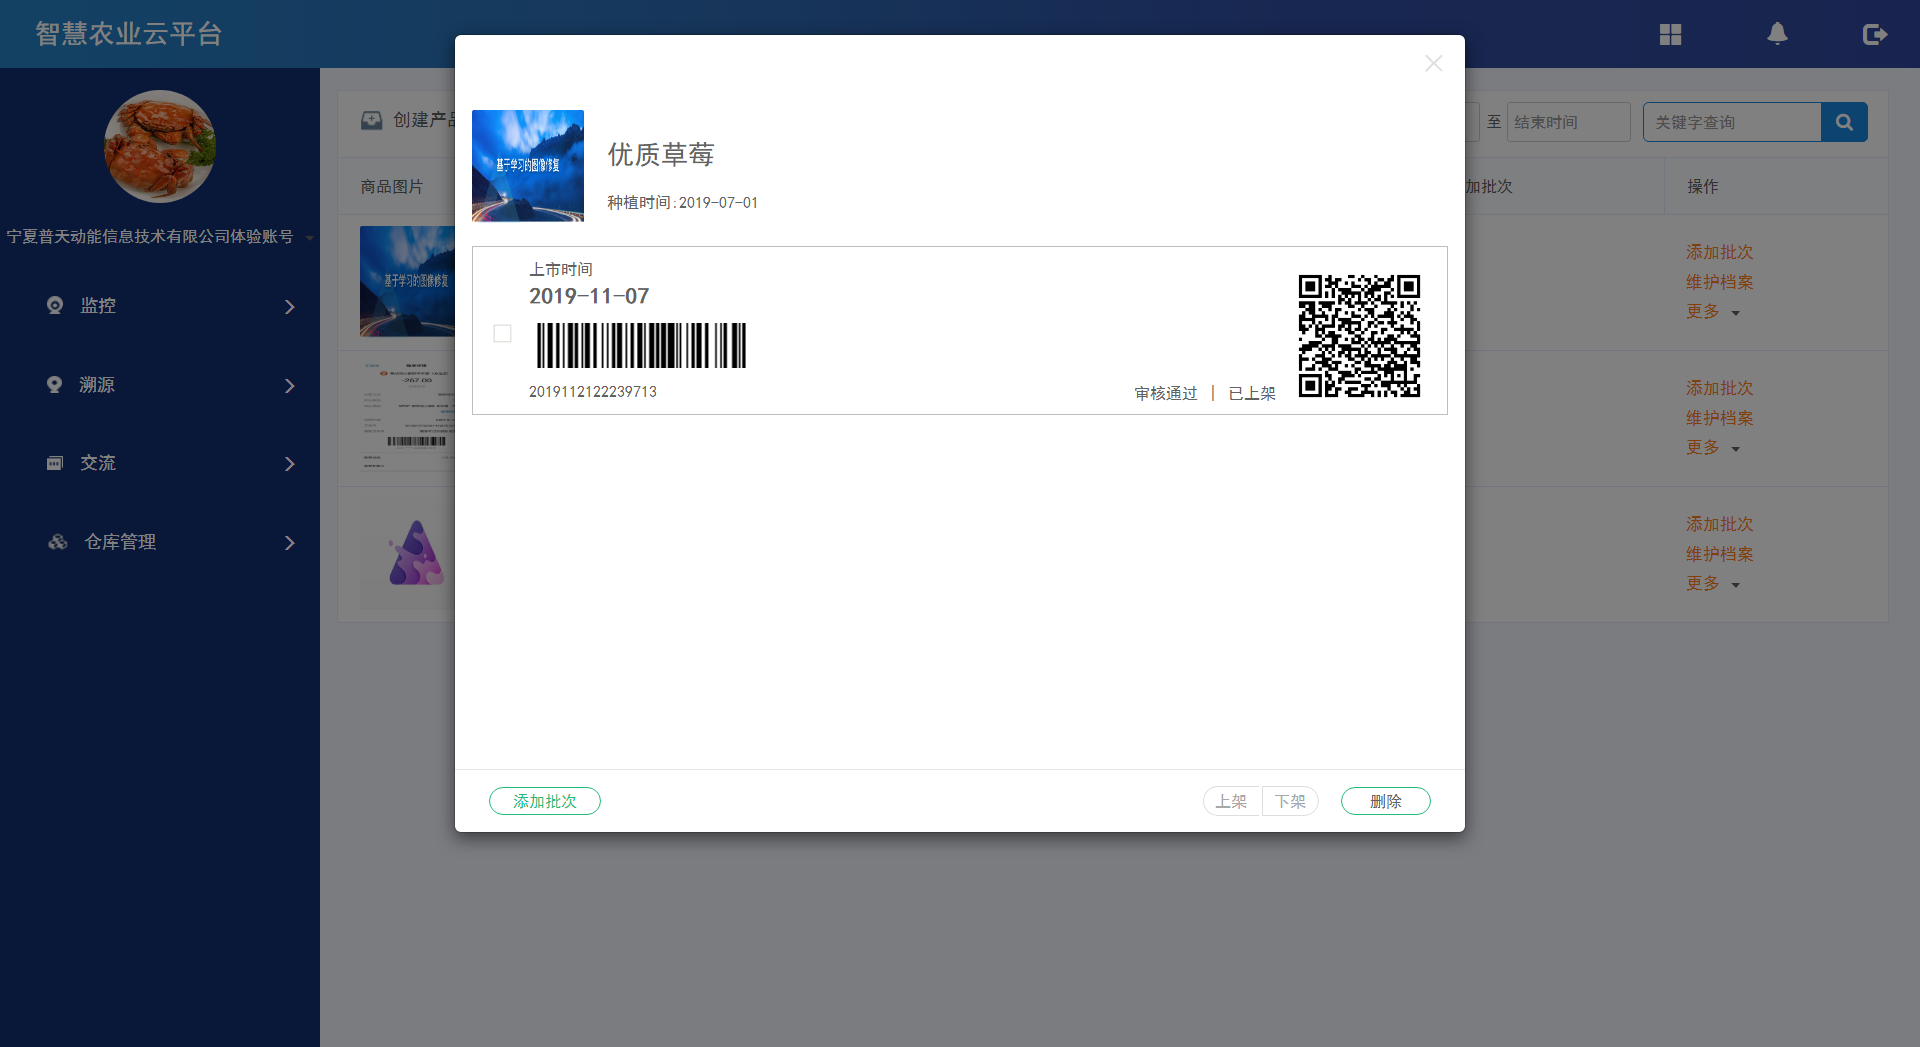 智慧农业云平台
宁夏普天动能信息技术有限公司体验账号
监控
溯源
交流
仓库管理
创建产品
至
结束时间
关键字查询
商品图片
加批次
操作
基于学习的图像修复
添加批次
维护档案
更多
-267.00
添加批次
维护档案
更多
添加批次
维护档案
更多
基于学习的图像修复
优质草莓
种植时间:2019-07-01
上市时间
2019-11-07
2019112122239713
审核通过 | 已上架
添加批次
上架
下架
删除